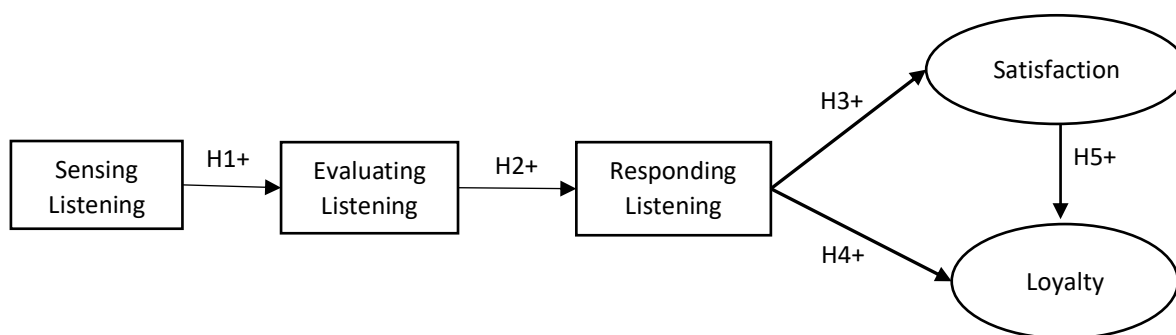 Satisfaction
H3+
H1+
H2+
H5+
Sensing
Listening
Evaluating
Listening
Responding
Listening
H4+
Loyalty